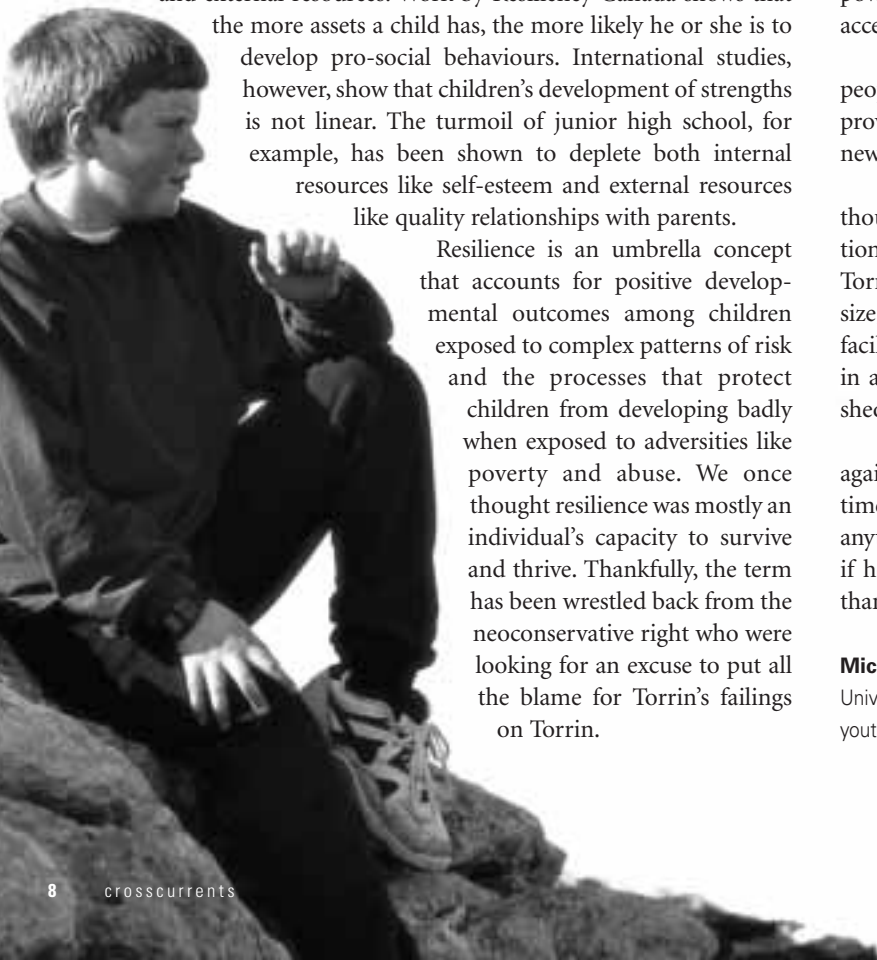 and external resources. Work by Resiliency Canada shows that
the more assets a child has, the more likely he or she is to
develop pro-social behaviours. International studies,
however, show that children's development of strengths
is not linear. The turmoil of junior high school, for
example, has been shown to deplete both internal
resources like self-esteem and external resources
like quality relationships with parents.
Resilience is an umbrella concept
that accounts for positive develop-
mental outcomes among children
exposed to complex patterns of risk
and the processes that protect
children from developing badly
when exposed to adversities like
poverty and abuse. We once
thought resilience was mostly an
individual's capacity to survive
and thrive. Thankfully, the term
has been wrestled back from the
neoconservative right who were
looking for an excuse to put all
the blame for Torrin's failings
on Torrin.
8 crosscurrents